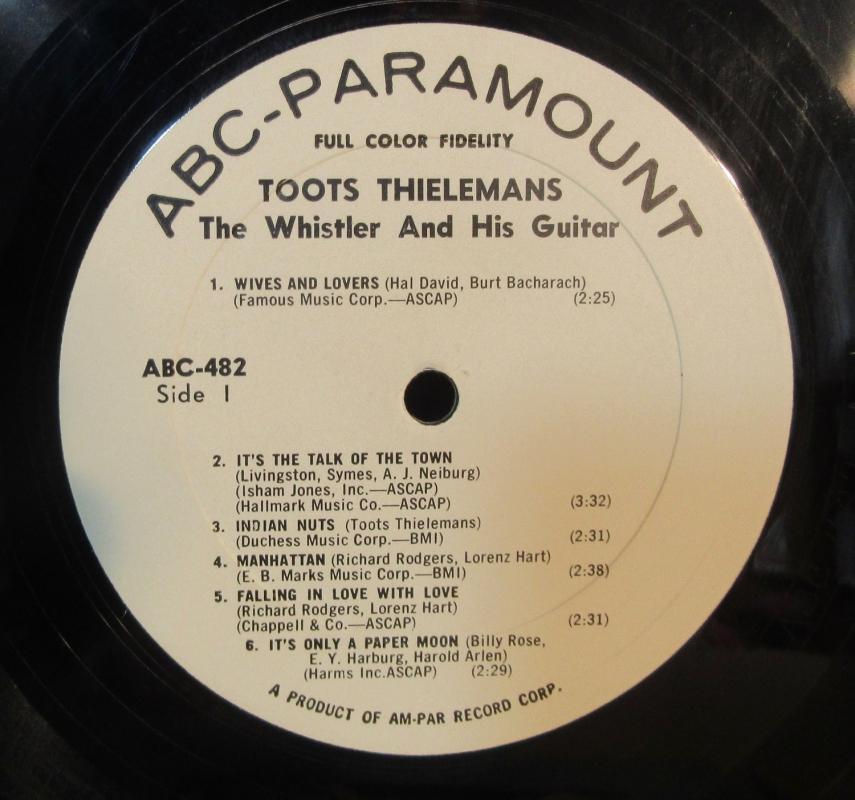 ABC-PARAMOUNT
FULL COLOR FIDELITY
TOOTS THIELEMANS
The Whistler And His Guitar
1. WIVES AND LOVERS (Hal David, Burt Bacharach)
(Famous Music Corp.—ASCAP) (2:25)
ABC-482
Side 1
2. IT'S THE TALK OF THE TOWN
(Livingston, Symes, A. J. Neiburg)
(Isham Jones, Inc.—ASCAP)
(Hallmark Music Co.—ASCAP) (3:32)
3. INDIAN NUTS (Toots Thielemans)
(Duchess Music Corp.—BMI) (2:31)
4. MANHATTAN (Richard Rodgers, Lorenz Hart)
(E. B. Marks Music Corp.—BMI) (2:38)
5. FALLING IN LOVE WITH LOVE
(Richard Rodgers, Lorenz Hart)
(Chappell & Co.—ASCAP) (2:31)
6. IT'S ONLY A PAPER MOON (Billy Rose,
E. Y. Harburg, Harold Arlen)
(Harms Inc.ASCAP) (2:29)
A PRODUCT OF AM-PAR RECORD CORP.